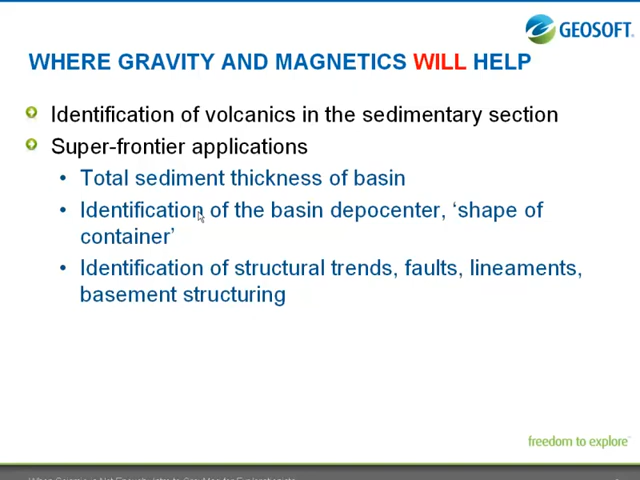 GEOSOFT.
WHERE GRAVITY AND MAGNETICS WILL HELP
Identification of volcanics in the sedimentary section
Super-frontier applications
• Total sediment thickness of basin
• Identification of the basin depocenter, ‘shape of
container’
• Identification of structural trends, faults, lineaments,
basement structuring
freedom to explore